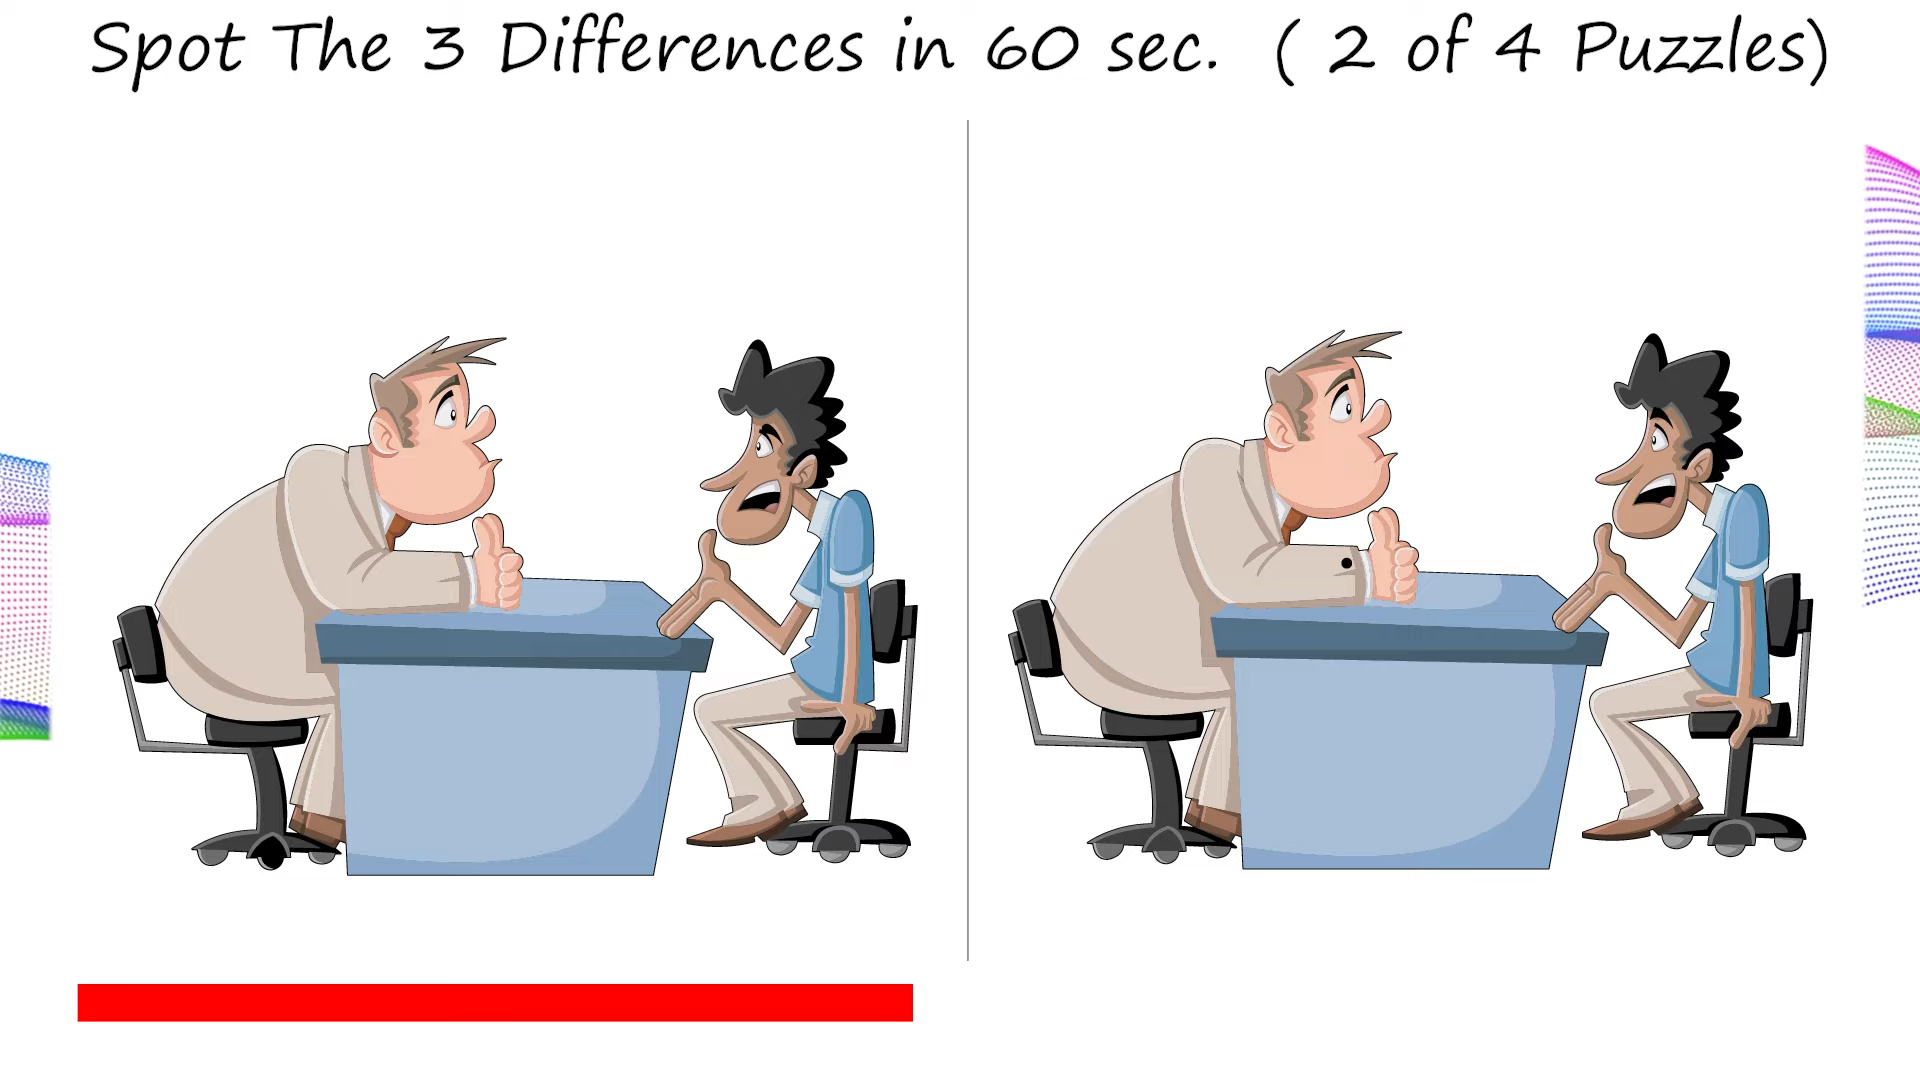 Spot The 3 Differences in 60 sec. ( 2 of 4 Puzzles)